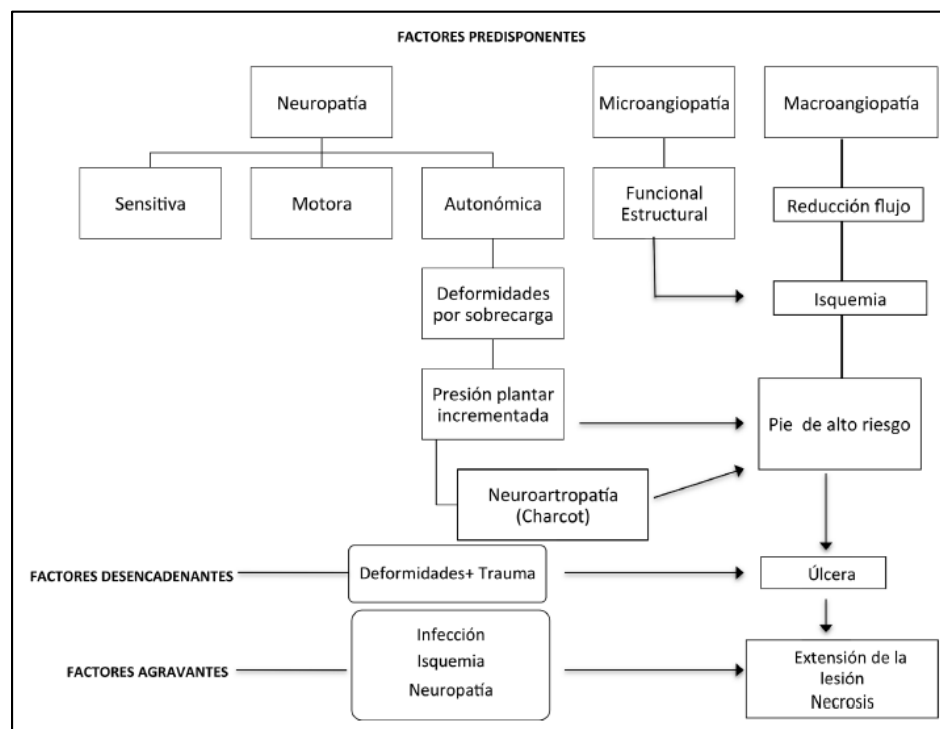 FACTORES PREDISPONENTES
Neuropatía
Microangiopatía
Macroangiopatía
Sensitiva
Motora
Autonómica
Funcional
Estructural
Reducción flujo
Deformidades
por sobrecarga
Isquemia
Presión plantar
incrementada
Pie de alto riesgo
Neuroartropatía
(Charcot)
FACTORES DESENCADENANTES
Deformidades+ Trauma
Úlcera
FACTORES AGRAVANTES
Infección
Isquemia
Neuropatía
Extensión de la
lesión
Necrosis